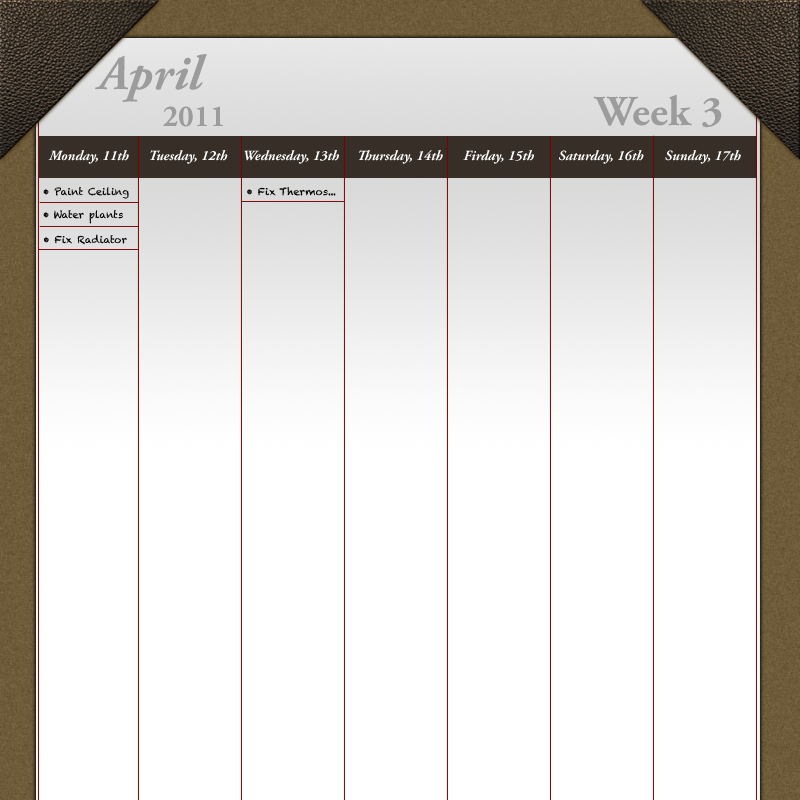 April
2011
Week 3
Monday, 11th Tuesday, 12th Wednesday, 13th Thursday, 14th Firday, 15th Saturday, 16th Sunday, 17th
• Paint Ceiling • Fix Thermos...
• Water plants
• Fix Radiator